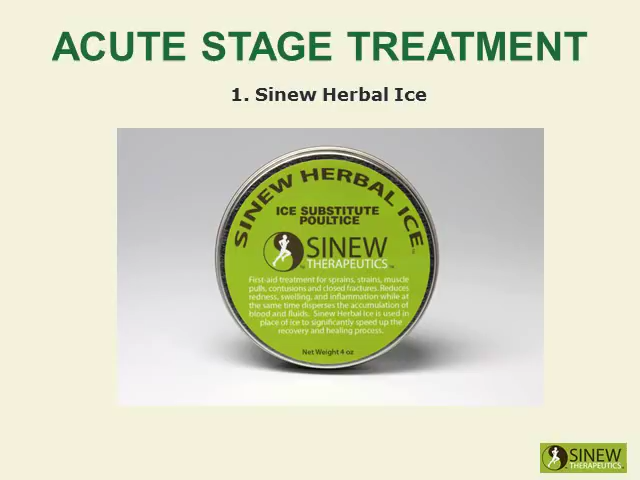 ACUTE STAGE TREATMENT
1. Sinew Herbal Ice
SINEW HERBAL ICE™
ICE SUBSTITUTE
POULTICE
SINEW
THERAPEUTICS™
First-aid treatment for sprains, strains, muscle
pulls, contusions and closed fractures. Reduces
redness, swelling, and inflammation while at
the same time disperses the accumulation of
blood and fluids. Sinew Herbal Ice is used in
place of ice to significantly speed up the
recovery and healing process.
Net Weight 4 oz
SINEW
THERAPEUTICS